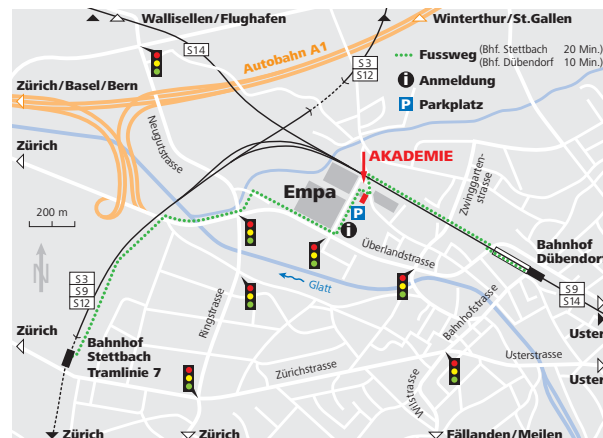 Wallisellen/Flughafen
Winterthur/St.Gallen
S14
Autobahn A1
S3
S12
Fussweg (Bhf. Stettbach 20 Min.)
(Bhf. Dübendorf 10 Min.)
Anmeldung
P Parkplatz
Zürich/Basel/Bern
Neugutstrasse
Zürich
AKADEMIE
Zwinggarten-
strasse
Empa
P
200 m
N
Überlandstrasse
Bahnhof
Dübendorf
Glatt
S3
S9
S12
S9
S14
Ringstrasse
Bahnhofstrasse
Uster
Zürich
Bahnhof
Stettbach
Tramlinie 7
Zürichstrasse
Usterstrasse
Uster
Wilstrasse
Zürich
Zürich
Fällanden/Meilen